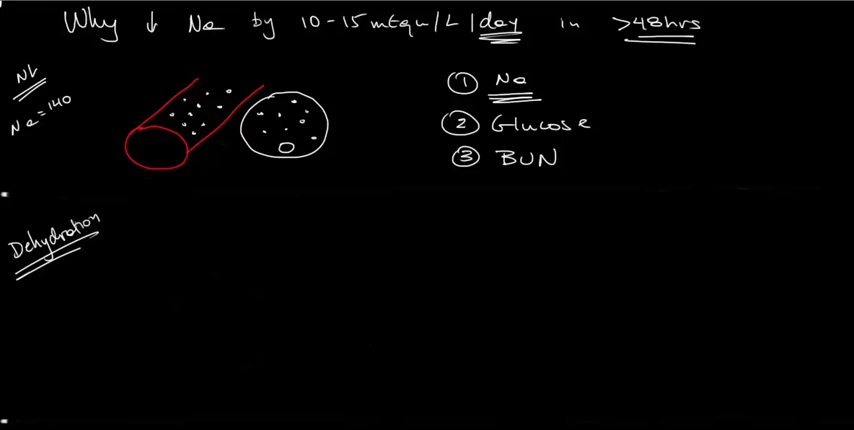 Why ↓ Na by 10-15 mEqu/L/day in >48hrs
Nl
Na=140
① Na
② Glucose
③ BUN
Dehydration